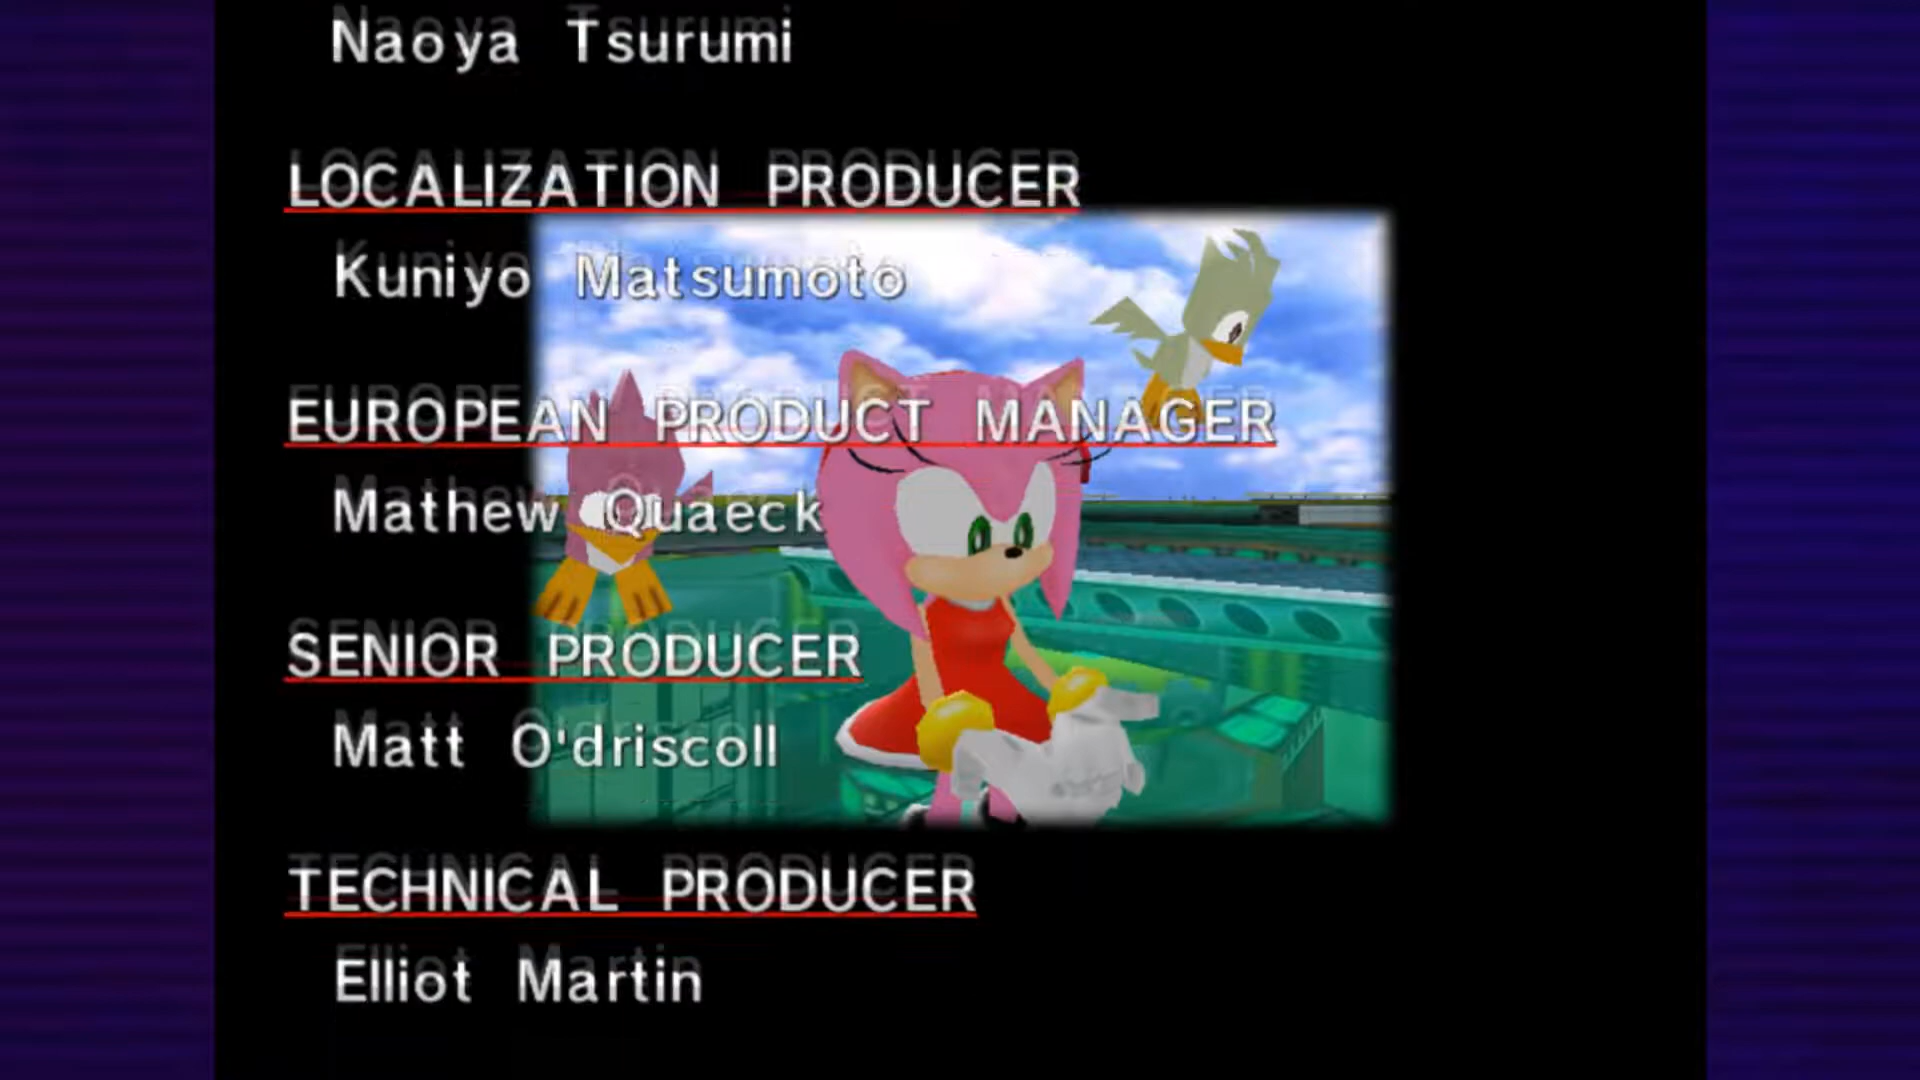 Naoya Tsurumi
LOCALIZATION PRODUCER
Kuniyo Matsumoto
EUROPEAN PRODUCT MANAGER
Mathew Quaeck
SENIOR PRODUCER
Matt O'driscoll
TECHNICAL PRODUCER
Elliot Martin